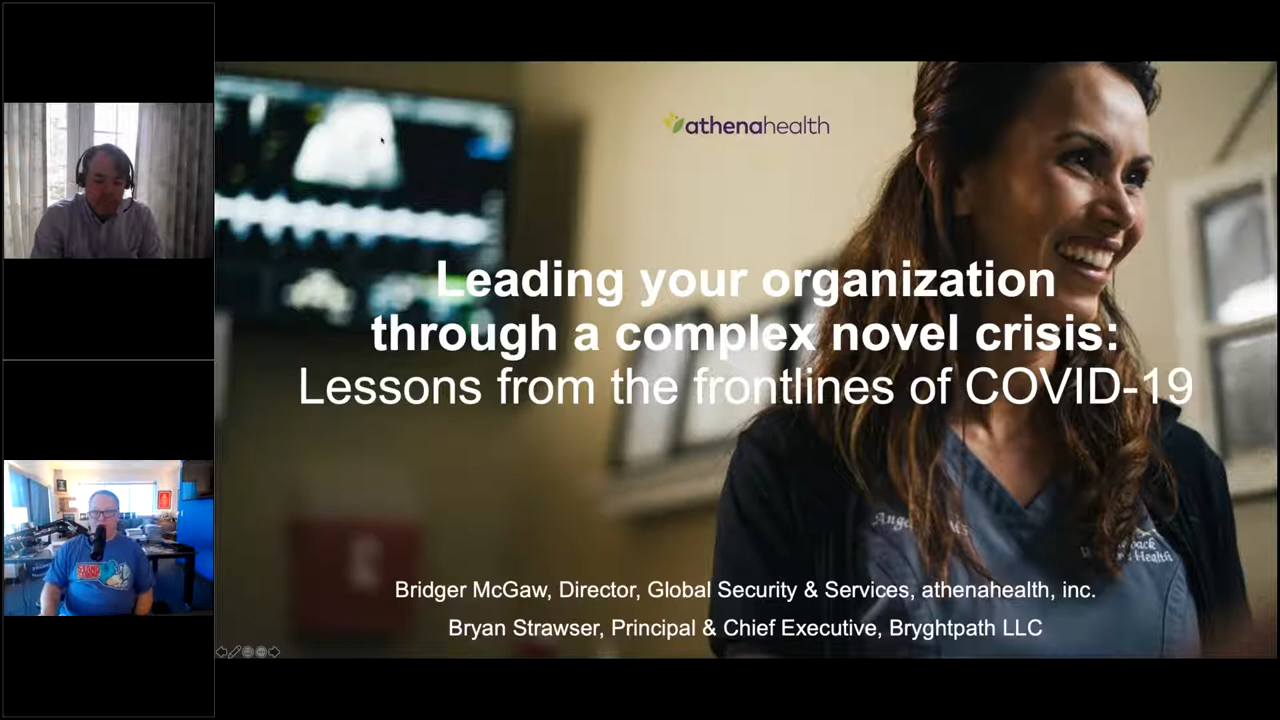 athenahealth
Leading your organization
through a complex novel crisis:
Lessons from the frontlines of COVID-19
Bridger McGaw, Director, Global Security & Services, athenahealth, inc.
Bryan Strawser, Principal & Chief Executive, Bryghtpath LLC